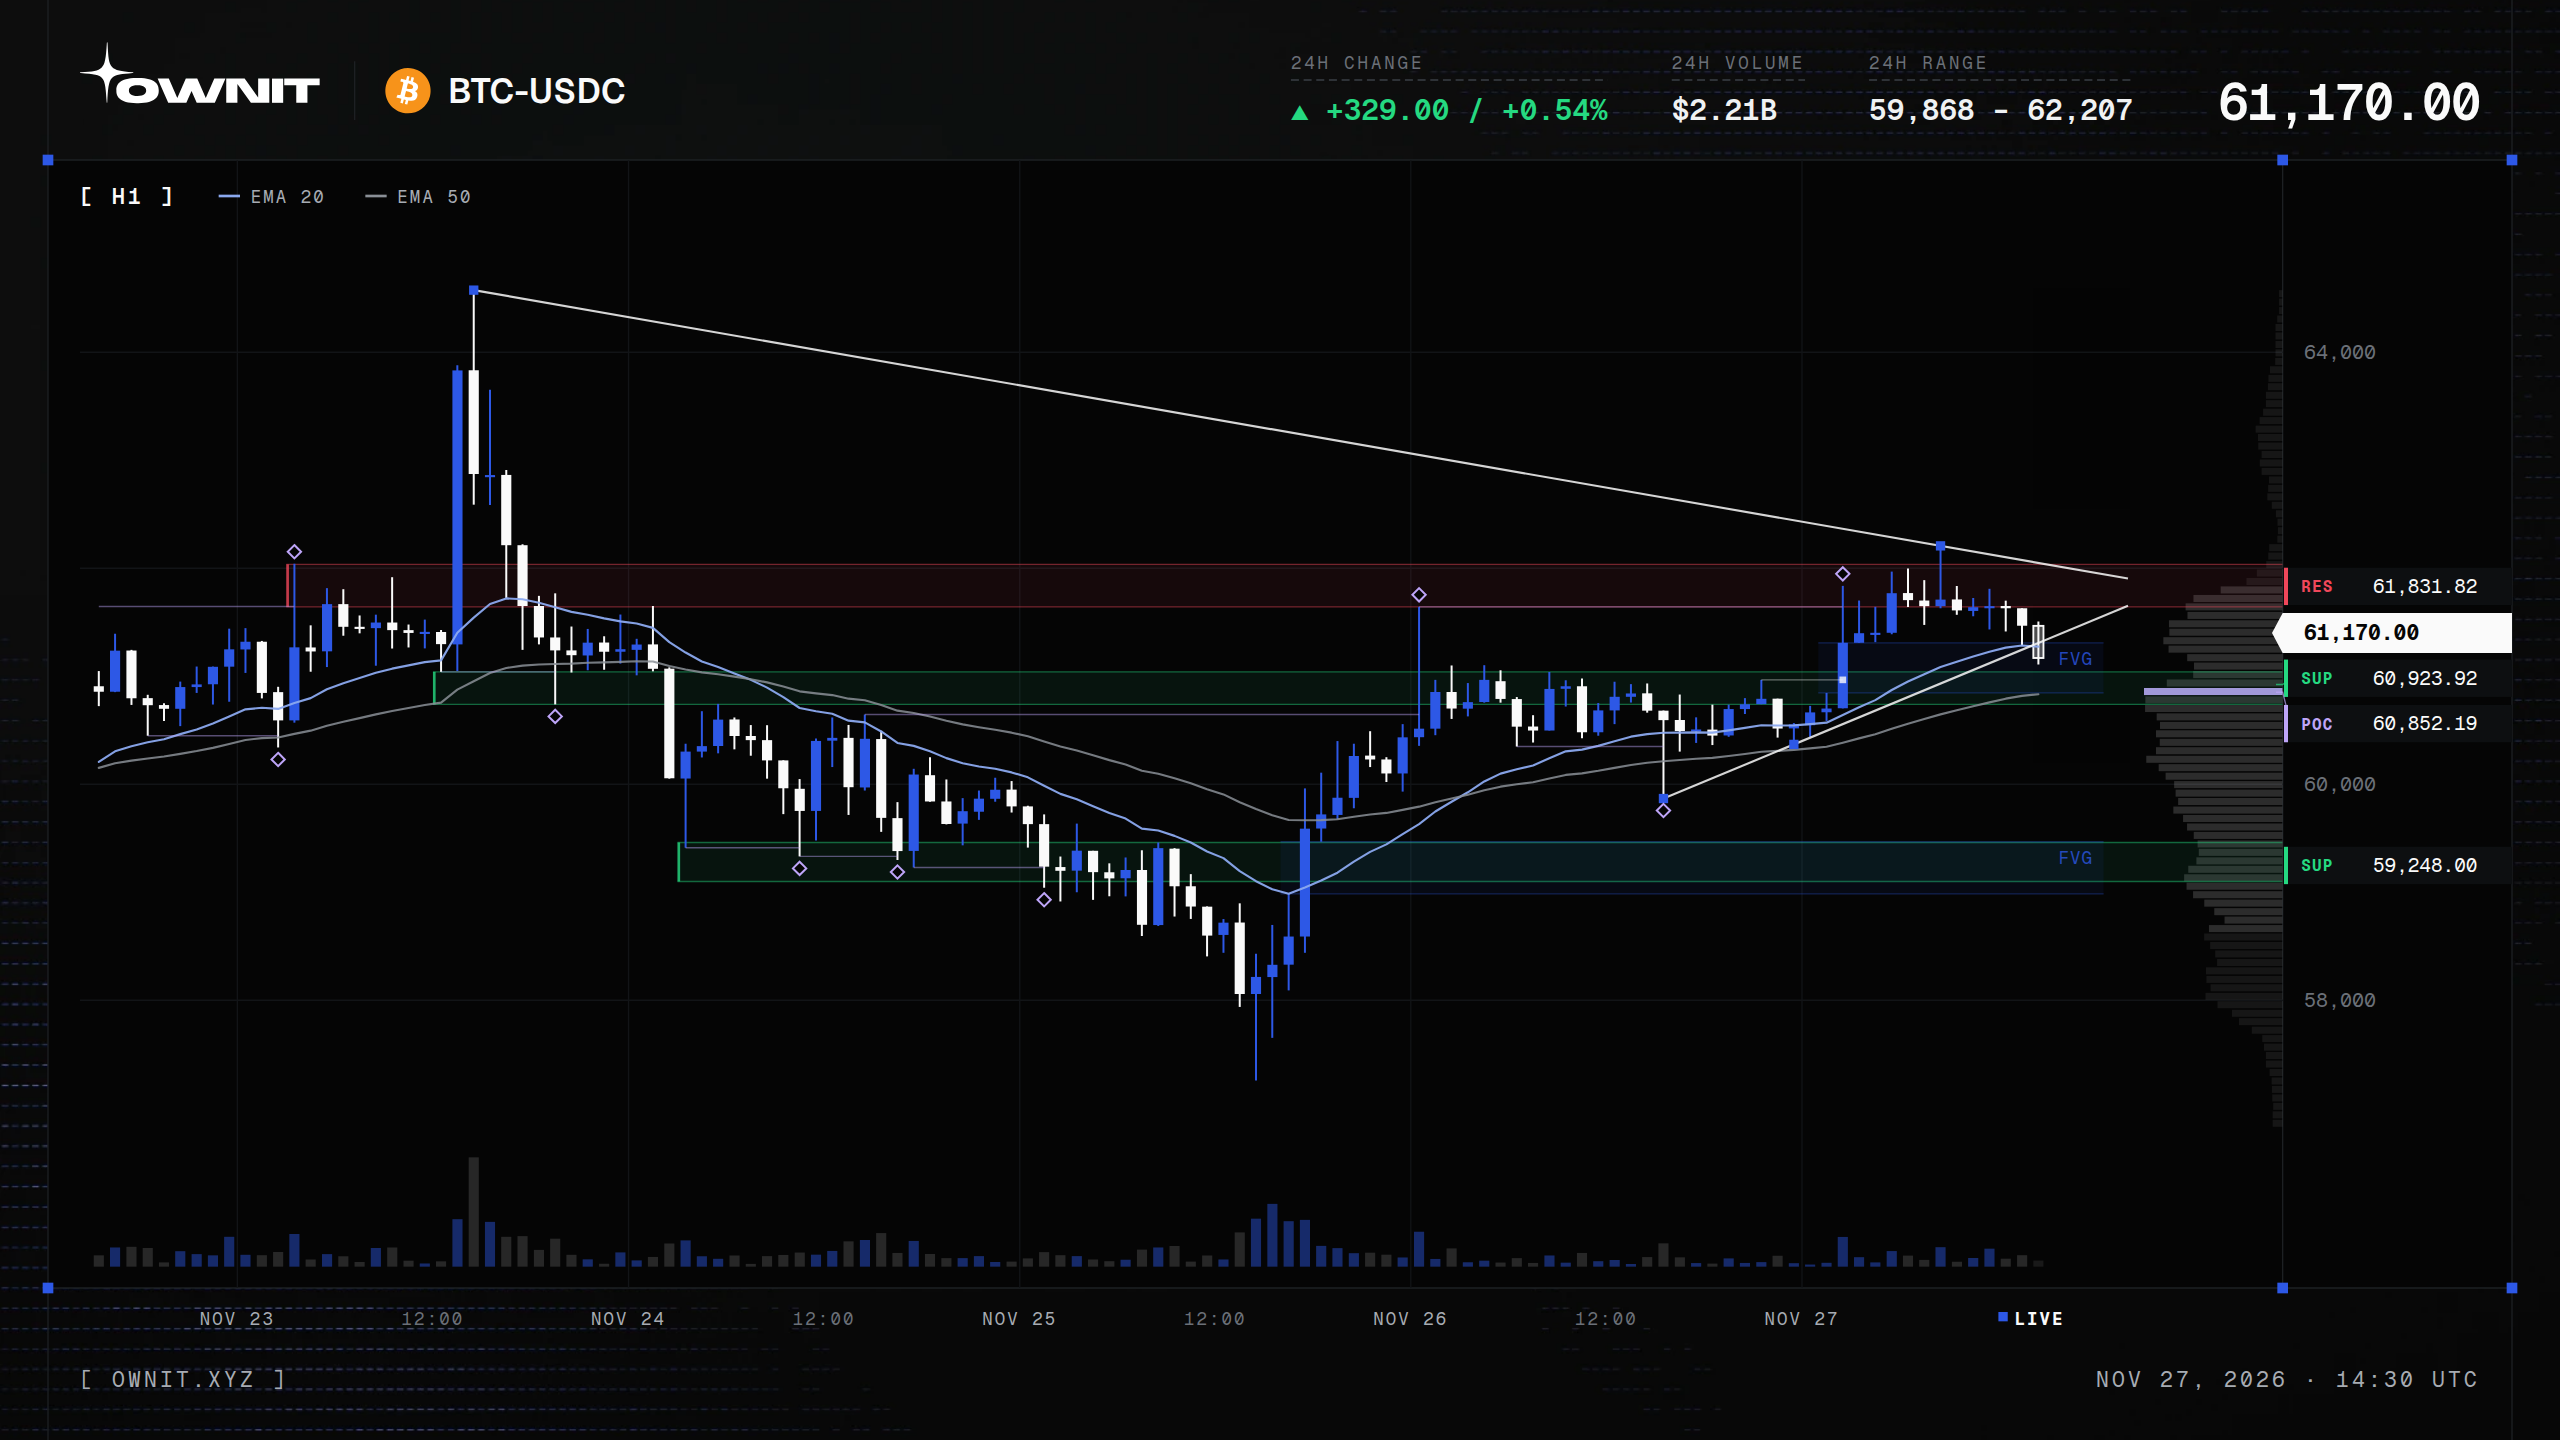 OWNIT
BTC-USDC
24H CHANGE
▲ +329.00 / +0.54%
24H VOLUME
$2.21B
24H RANGE
59,868 – 62,207
61,170.00
[ H1 ]
EMA 20
EMA 50
64,000
RES 61,831.82
61,170.00
FVG
SUP 60,923.92
POC 60,852.19
60,000
FVG
SUP 59,248.00
58,000
NOV 23
12:00
NOV 24
12:00
NOV 25
12:00
NOV 26
12:00
NOV 27
LIVE
[ OWNIT.XYZ ]
NOV 27, 2026 · 14:30 UTC